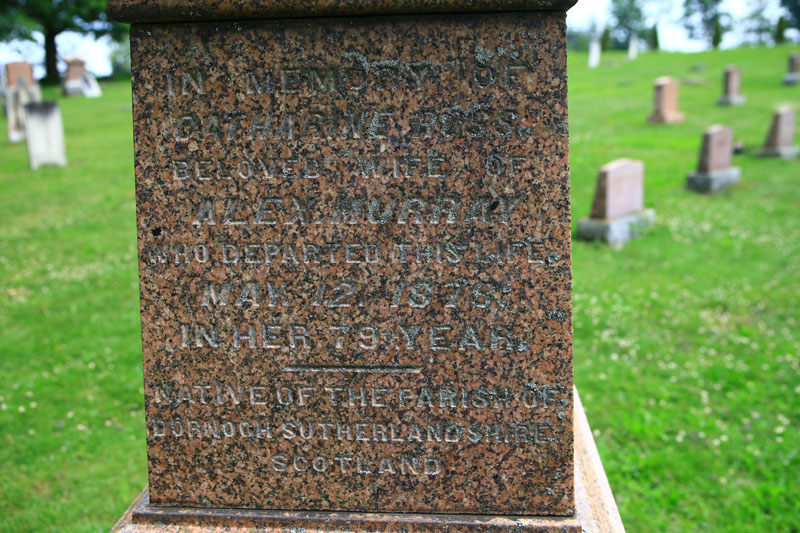 IN MEMORY OF
CATHARINE ROSS.
BELOVED WIFE OF
ALEX. MURRAY
WHO DEPARTED THIS LIFE.
MAY. 12. 1876.
IN HER 79 YEAR.
NATIVE OF THE PARISH OF
DORNOCH SUTHERLANDSHIRE.
SCOTLAND